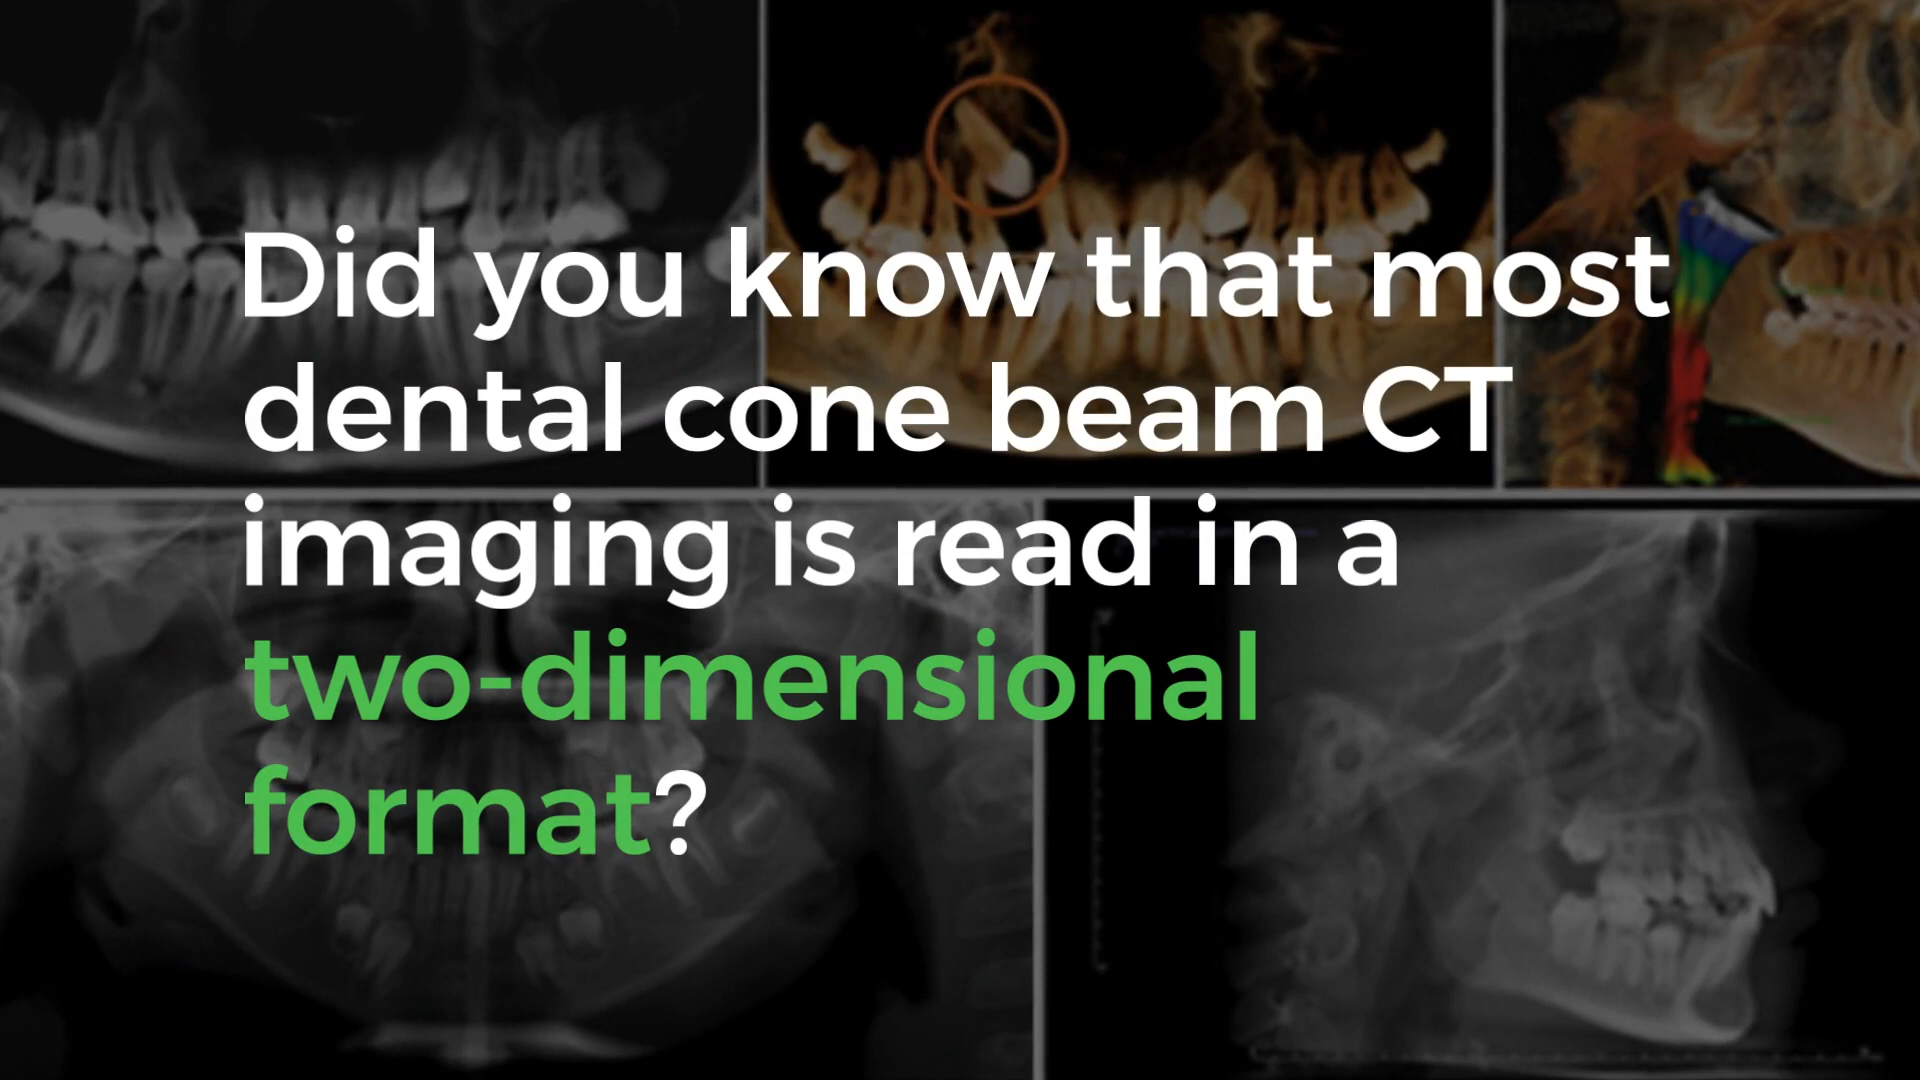 Did you know that most
dental cone beam CT
imaging is read in a
two-dimensional
format?